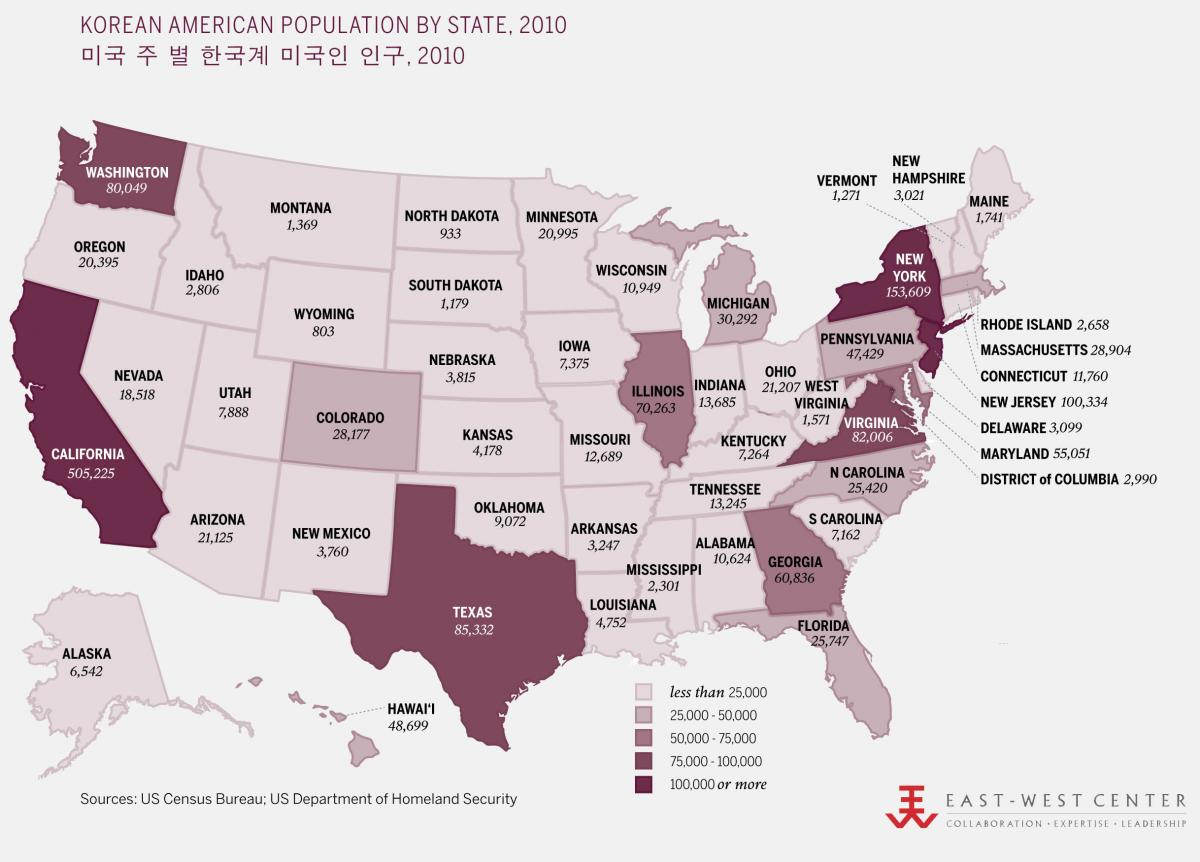 KOREAN AMERICAN POPULATION BY STATE, 2010
미국 주 별 한국계 미국인 인구, 2010
WASHINGTON
80,049
OREGON
20,395
IDAHO
2,806
MONTANA
1,369
NORTH DAKOTA
933
MINNESOTA
20,995
SOUTH DAKOTA
1,179
WYOMING
803
WISCONSIN
10,949
MICHIGAN
30,292
VERMONT
1,271
NEW
HAMPSHIRE
3,021
MAINE
1,741
NEW
YORK
153,609
PENNSYLVANIA
47,429
RHODE ISLAND 2,658
MASSACHUSETTS 28,904
CONNECTICUT 11,760
NEW JERSEY 100,334
DELAWARE 3,099
MARYLAND 55,051
DISTRICT of COLUMBIA 2,990
NEVADA
18,518
UTAH
7,888
COLORADO
28,177
NEBRASKA
3,815
IOWA
7,375
ILLINOIS
70,263
INDIANA
13,685
OHIO
21,207
WEST
VIRGINIA
1,571
VIRGINIA
82,006
CALIFORNIA
505,225
KANSAS
4,178
MISSOURI
12,689
KENTUCKY
7,264
N CAROLINA
25,420
TENNESSEE
13,245
S CAROLINA
7,162
ARIZONA
21,125
NEW MEXICO
3,760
OKLAHOMA
9,072
ARKANSAS
3,247
MISSISSIPPI
2,301
ALABAMA
10,624
GEORGIA
60,836
TEXAS
85,332
LOUISIANA
4,752
FLORIDA
25,747
ALASKA
6,542
HAWAI‘I
48,699
less than 25,000
25,000 - 50,000
50,000 - 75,000
75,000 - 100,000
100,000 or more
Sources: US Census Bureau; US Department of Homeland Security
EAST-WEST CENTER
COLLABORATION · EXPERTISE · LEADERSHIP